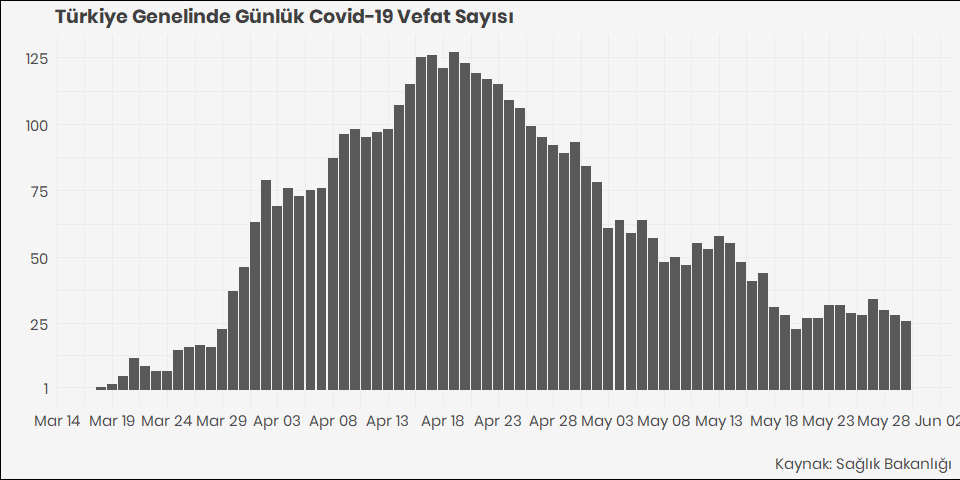 Türkiye Genelinde Günlük Covid-19 Vefat Sayısı
125
100
75
50
25
1
Mar 14 Mar 19 Mar 24 Mar 29 Apr 03 Apr 08 Apr 13 Apr 18 Apr 23 Apr 28 May 03 May 08 May 13 May 18 May 23 May 28 Jun 02
Kaynak: Sağlık Bakanlığı